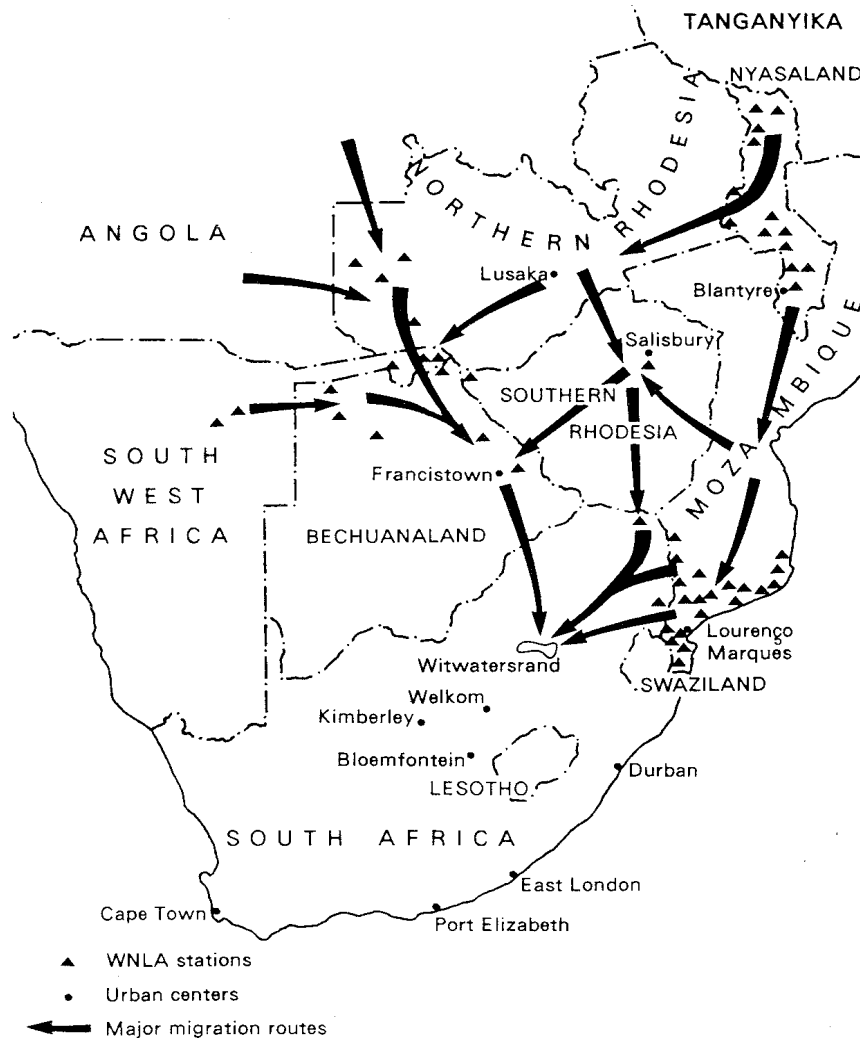 TANGANYIKA
NYASALAND
NORTHERN RHODESIA
ANGOLA
Lusaka
Blantyre
Salisbury
MOZAMBIQUE
SOUTHERN
RHODESIA
SOUTH
WEST
AFRICA
Francistown
BECHUANALAND
Lourenço
Marques
Witwatersrand
SWAZILAND
Welkom
Kimberley
Bloemfontein
Durban
LESOTHO
SOUTH AFRICA
East London
Cape Town
Port Elizabeth
WNLA stations
Urban centers
Major migration routes